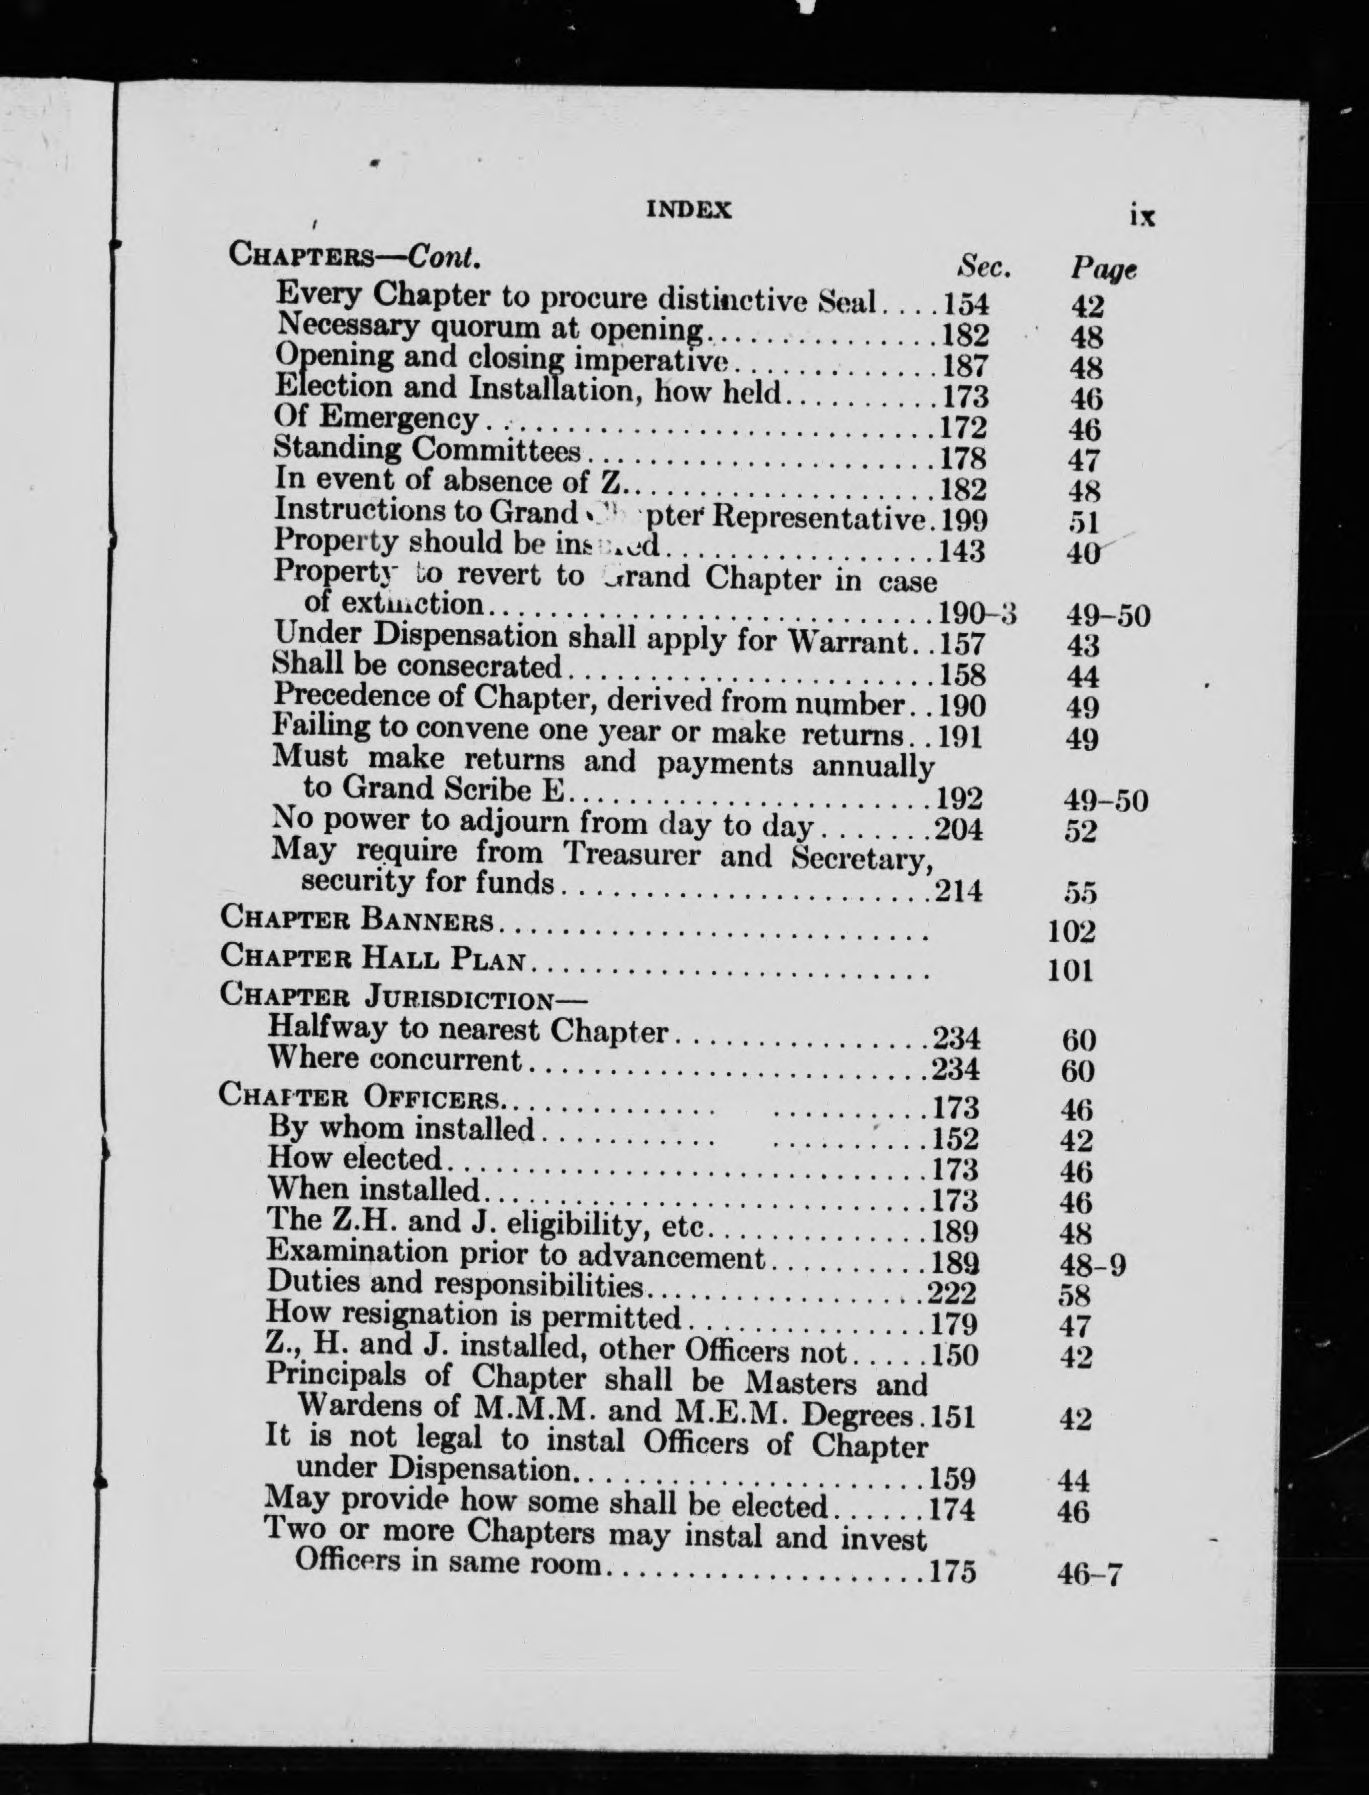 INDEX ix
CHAPTERS—Cont. Sec. Page
Every Chapter to procure distinctive Seal....154 42
Necessary quorum at opening...............182 48
Opening and closing imperative.............187 48
Election and Installation, how held..........173 46
Of Emergency............................172 46
Standing Committees......................178 47
In event of absence of Z....................182 48
Instructions to Grand pter Representative.199 51
Property should be insured.................143 40
Property to revert to Grand Chapter in case
of extinction............................190-3 49-50
Under Dispensation shall apply for Warrant..157 43
Shall be consecrated.......................158 44
Precedence of Chapter, derived from number..190 49
Failing to convene one year or make returns..191 49
Must make returns and payments annually
to Grand Scribe E.......................192 49-50
No power to adjourn from day to day.......204 52
May require from Treasurer and Secretary,
security for funds........................214 55
CHAPTER BANNERS............................ 102
CHAPTER HALL PLAN......................... 101
CHAPTER JURISDICTION—
Halfway to nearest Chapter................234 60
Where concurrent.........................234 60
CHAPTER OFFICERS.............. ..........173 46
By whom installed........... ..........152 42
How elected..............................173 46
When installed............................173 46
The Z.H. and J. eligibility, etc..............189 48
Examination prior to advancement..........189 48-9
Duties and responsibilities..................222 58
How resignation is permitted...............179 47
Z., H. and J. installed, other Officers not.....150 42
Principals of Chapter shall be Masters and
Wardens of M.M.M. and M.E.M. Degrees.151 42
It is not legal to instal Officers of Chapter
under Dispensation......................159 44
May provide how some shall be elected......174 46
Two or more Chapters may instal and invest
Officers in same room....................175 46-7